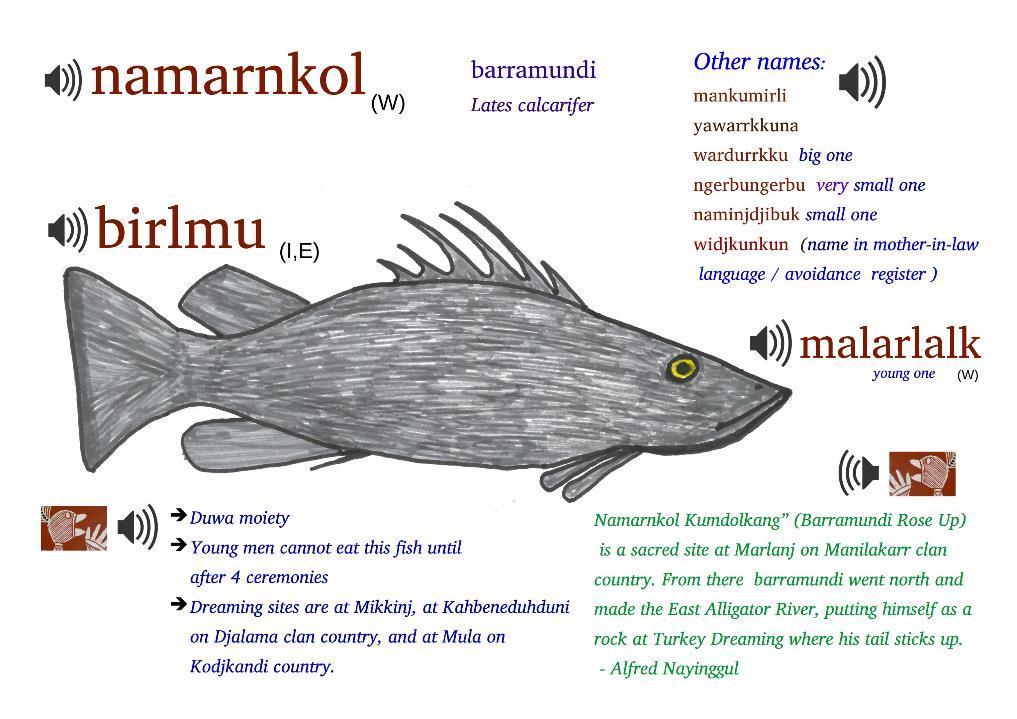 namarnkol (W)
barramundi
Lates calcarifer
Other names:
mankumirli
yawarrkkuna
wardurrkku big one
ngerbungerbu very small one
naminjdjibuk small one
widjkunkun (name in mother-in-law
language / avoidance register )
birlmu (I,E)
malarlalk
young one (W)
➔ Duwa moiety
➔ Young men cannot eat this fish until
after 4 ceremonies
➔ Dreaming sites are at Mikkinj, at Kahbeneduhduni
on Djalama clan country, and at Mula on
Kodjkandi country.
Namarnkol Kumdolkang” (Barramundi Rose Up)
is a sacred site at Marlanj on Manilakarr clan
country. From there barramundi went north and
made the East Alligator River, putting himself as a
rock at Turkey Dreaming where his tail sticks up.
- Alfred Nayinggul